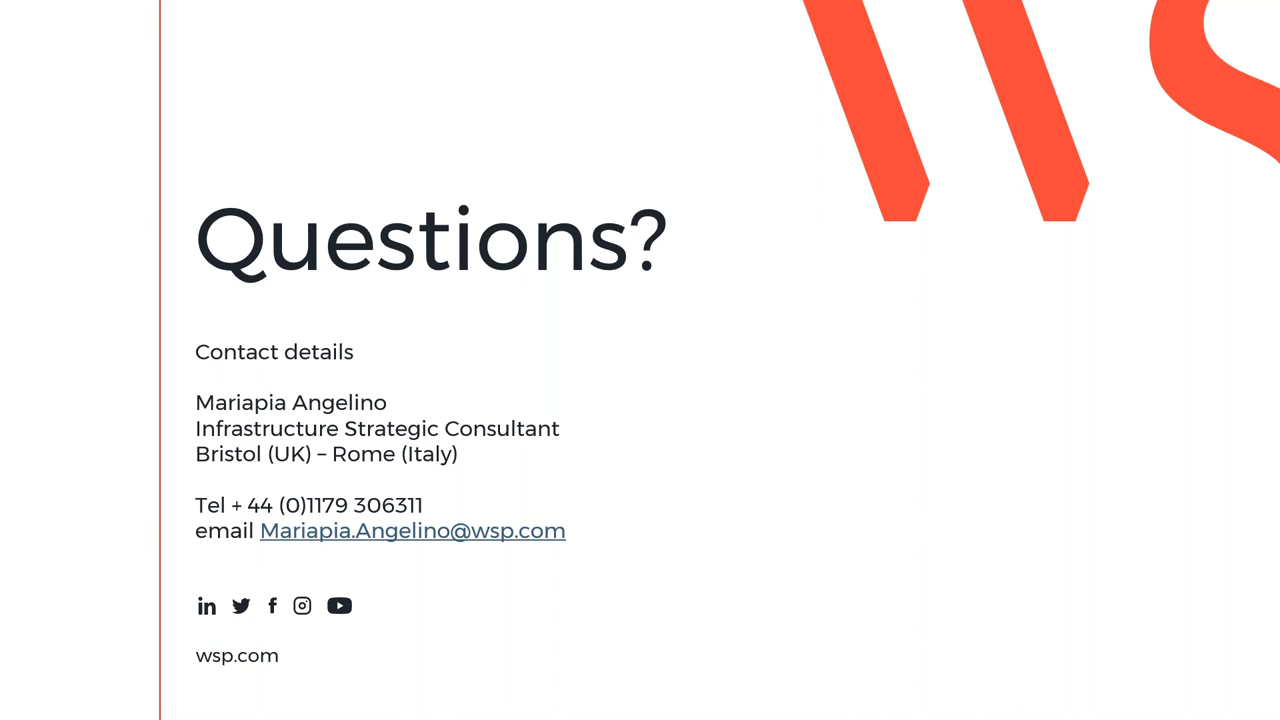 Questions?
Contact details
Mariapia Angelino
Infrastructure Strategic Consultant
Bristol (UK) – Rome (Italy)
Tel + 44 (0)1179 306311
email Mariapia.Angelino@wsp.com
wsp.com